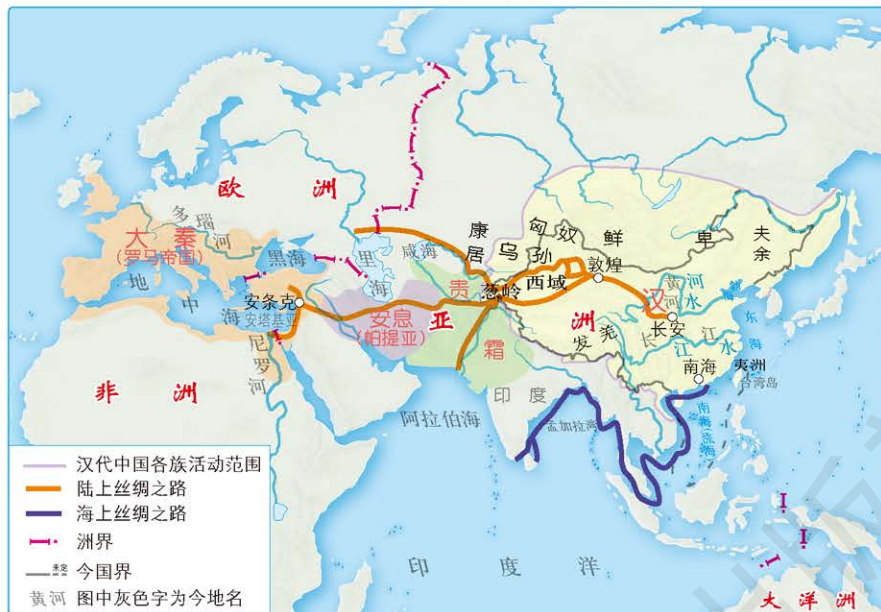 欧洲
大秦
(罗马帝国)
多瑙河
黑海
地中海
里海
咸海
康居
乌孙
匈奴
鲜卑
夫余
安条克
安塔基亚
安息
(帕提亚)
贵霜
葱岭
西域
敦煌
汉
黄河
河水
渤海
长安
亚洲
发羌
长江
江水
东海
南海
夷洲
台湾岛
尼罗河
非洲
阿拉伯海
印度
孟加拉湾
印度洋
大洋洲
汉代中国各族活动范围
陆上丝绸之路
海上丝绸之路
洲界
未定
今国界
黄河 图中灰色字为今地名